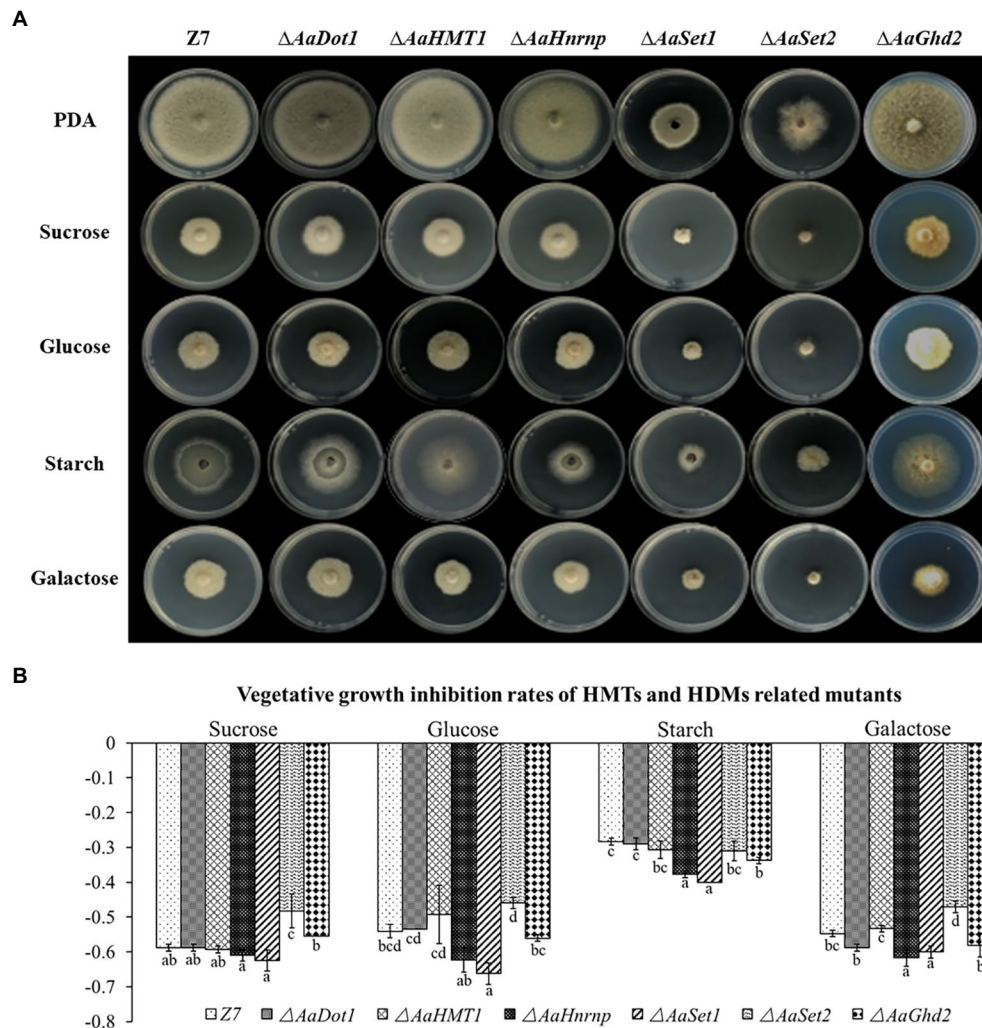 A
Z7 ΔAaDot1 ΔAaHMT1 ΔAaHnrnp ΔAaSet1 ΔAaSet2 ΔAaGhd2
PDA
Sucrose
Glucose
Starch
Galactose
B
Vegetative growth inhibition rates of HMTs and HDMs related mutants
Sucrose Glucose Starch Galactose
0
-0.1
-0.2
-0.3
-0.4
-0.5
-0.6
-0.7
-0.8
ab ab ab a a c b
bcd cd cd ab a d bc
c c bc a a bc b
bc ab c a a d ab
Z7 ΔAaDot1 ΔAaHMT1 ΔAaHnrnp ΔAaSet1 ΔAaSet2 ΔAaGhd2